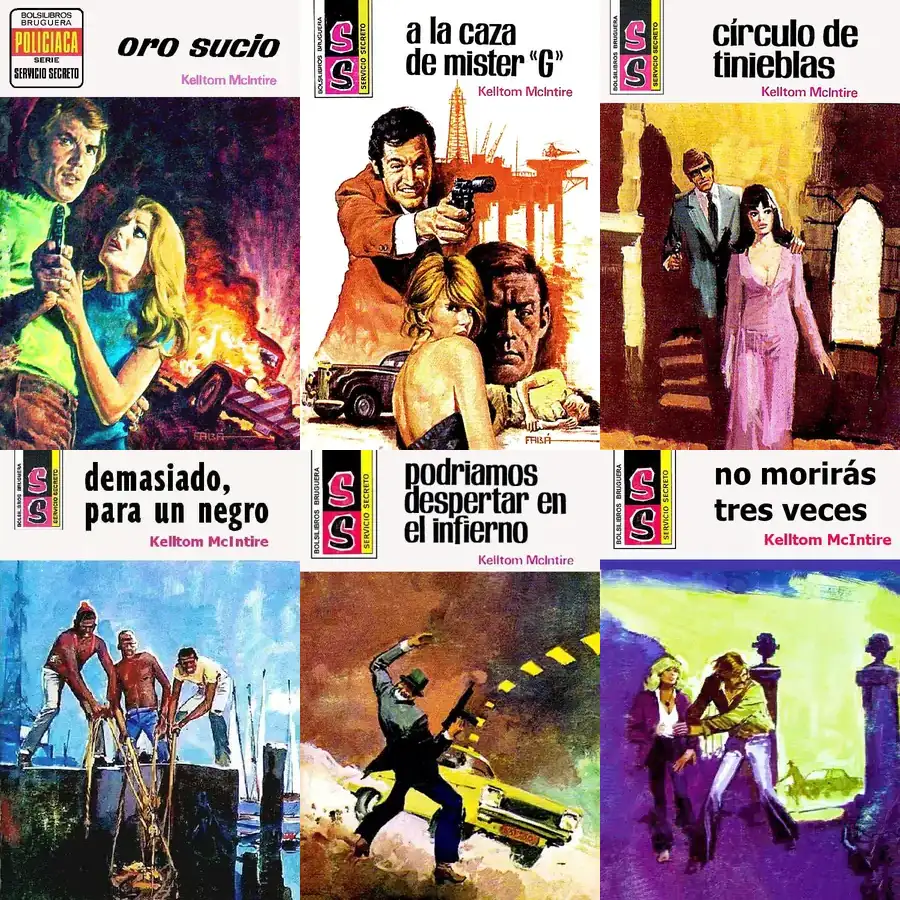 BOLSILIBROS
BRUGUERA
POLICIACA
SERIE
SERVICIO SECRETO
oro sucio
Kelltom McIntire
FABÁ
BOLSILIBROS BRUGUERA
SS
SERVICIO SECRETO
a la caza
de mister «G»
Kelltom McIntire
FABÁ
BOLSILIBROS BRUGUERA
SS
SERVICIO SECRETO
círculo de
tinieblas
Kelltom McIntire
BOLSILIBROS BRUGUERA
SS
SERVICIO SECRETO
demasiado,
para un negro
Kelltom McIntire
BOLSILIBROS BRUGUERA
SS
SERVICIO SECRETO
podriamos
despertar en
el infierno
Kelltom McIntire
BOLSILIBROS BRUGUERA
SS
SERVICIO SECRETO
no morirás
tres veces
Kelltom McIntire